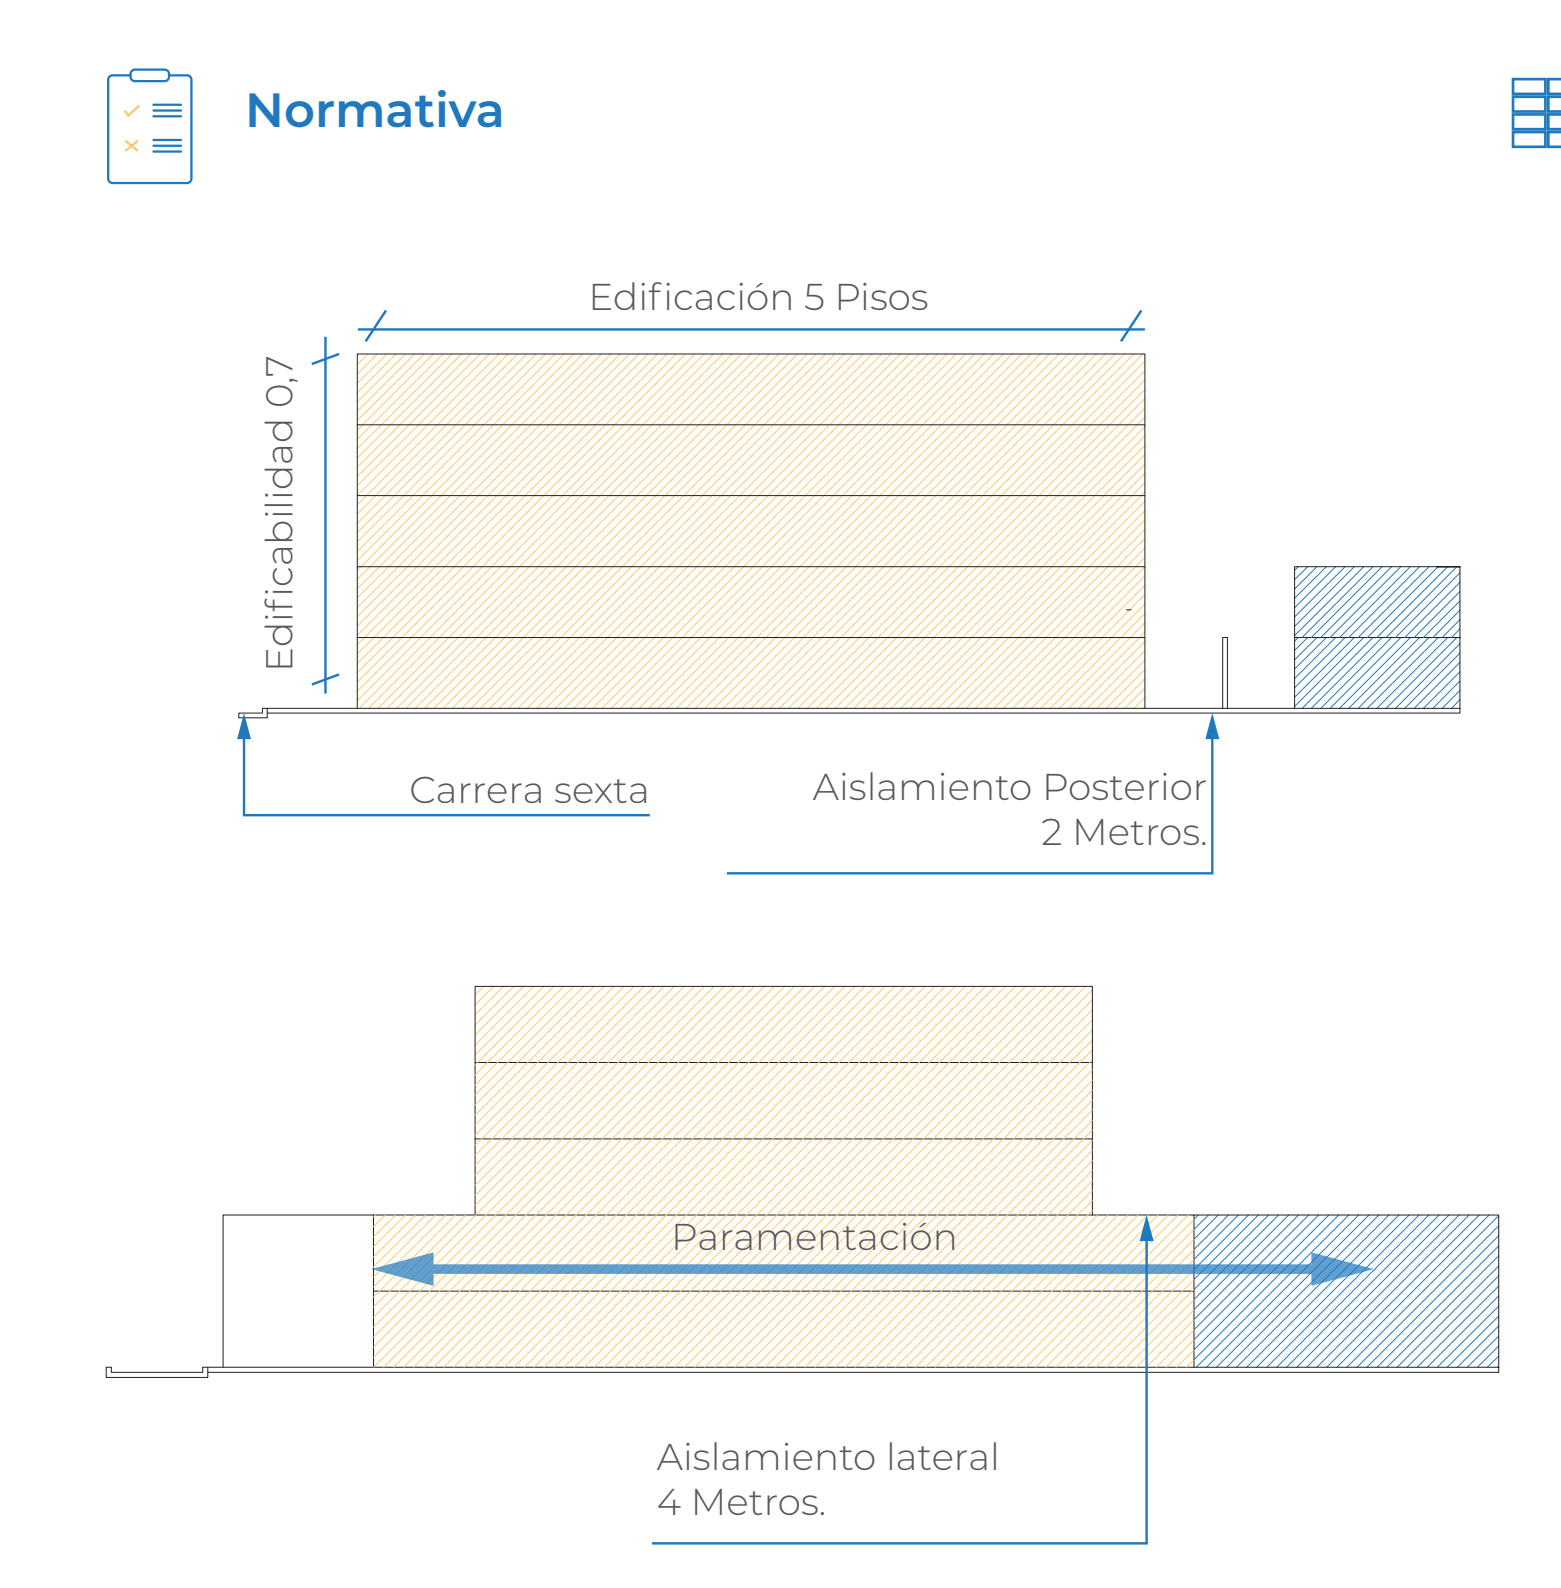 Normativa
Edificación 5 Pisos
Edificabilidad 0,7
Carrera sexta
Aislamiento Posterior
2 Metros.
Paramentación
Aislamiento lateral
4 Metros.